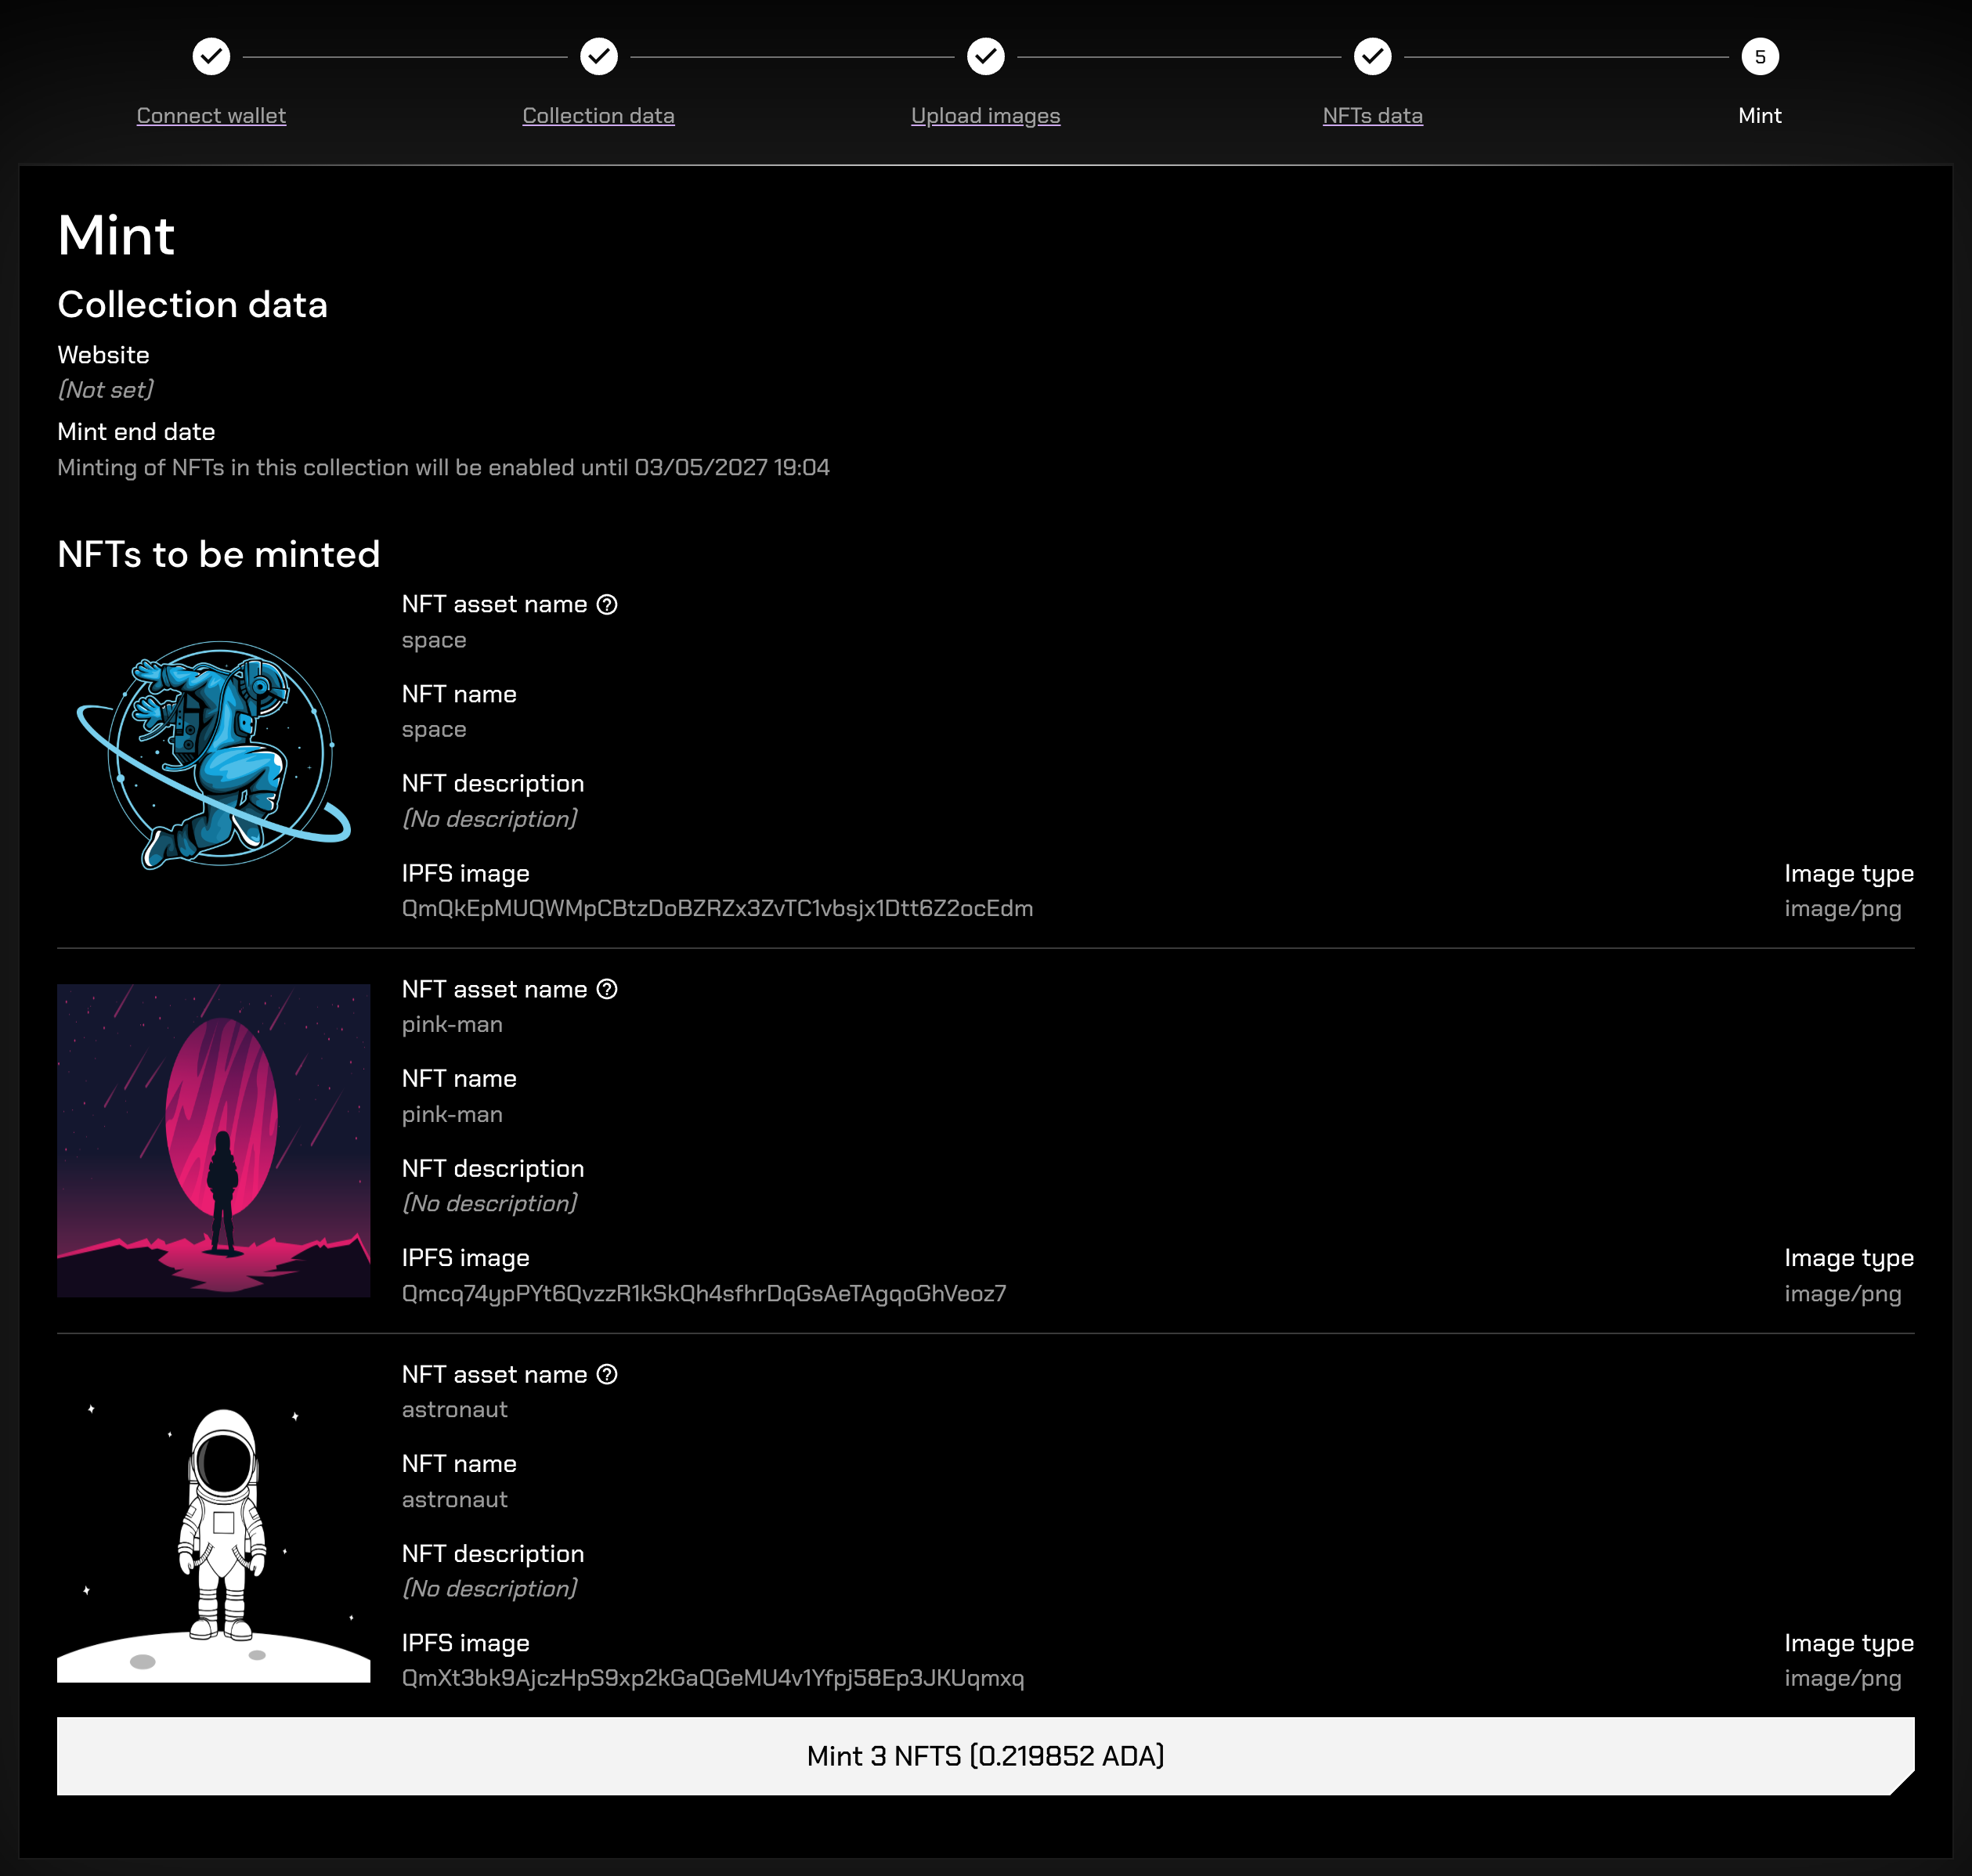 5
Connect wallet
Collection data
Upload images
NFTs data
Mint
Mint
Collection data
Website
(Not set)
Mint end date
Minting of NFTs in this collection will be enabled until 03/05/2027 19:04
NFTs to be minted
NFT asset name ?
space
NFT name
space
NFT description
(No description)
IPFS image
QmQkEpMUQWMpCBtzDoBZRZx3ZvTC1vbsjx1Dtt6Z2ocEdm
Image type
image/png
NFT asset name ?
pink-man
NFT name
pink-man
NFT description
(No description)
IPFS image
Qmcq74ypPYt6QvzzR1kSkQh4sfhrDqGsAeTAgqoGhVeoz7
Image type
image/png
NFT asset name ?
astronaut
NFT name
astronaut
NFT description
(No description)
IPFS image
QmXt3bk9AjczHpS9xp2kGaQGeMU4v1Yfpj58Ep3JKUqmxq
Image type
image/png
Mint 3 NFTS (0.219852 ADA)